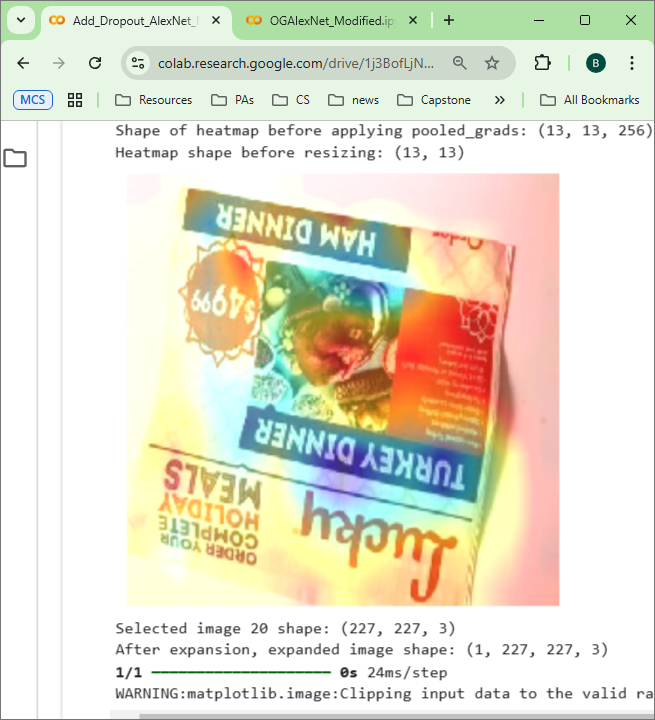 Add_Dropout_AlexNet_
OGAlexNet_Modified.ip
colab.research.google.com/drive/1j3BofLjN...
B
MCS
Resources
PAs
CS
news
Capstone
All Bookmarks
Shape of heatmap before applying pooled_grads: (13, 13, 256)
Heatmap shape before resizing: (13, 13)
Lucky
ORDER YOUR
COMPLETE
HOLIDAY
MEALS
TURKEY DINNER
$4999
HAM DINNER
Selected image 20 shape: (227, 227, 3)
After expansion, expanded image shape: (1, 227, 227, 3)
1/1 ━━━━━━━━━━━━━━━━━━━━ 0s 24ms/step
WARNING:matplotlib.image:Clipping input data to the valid ra